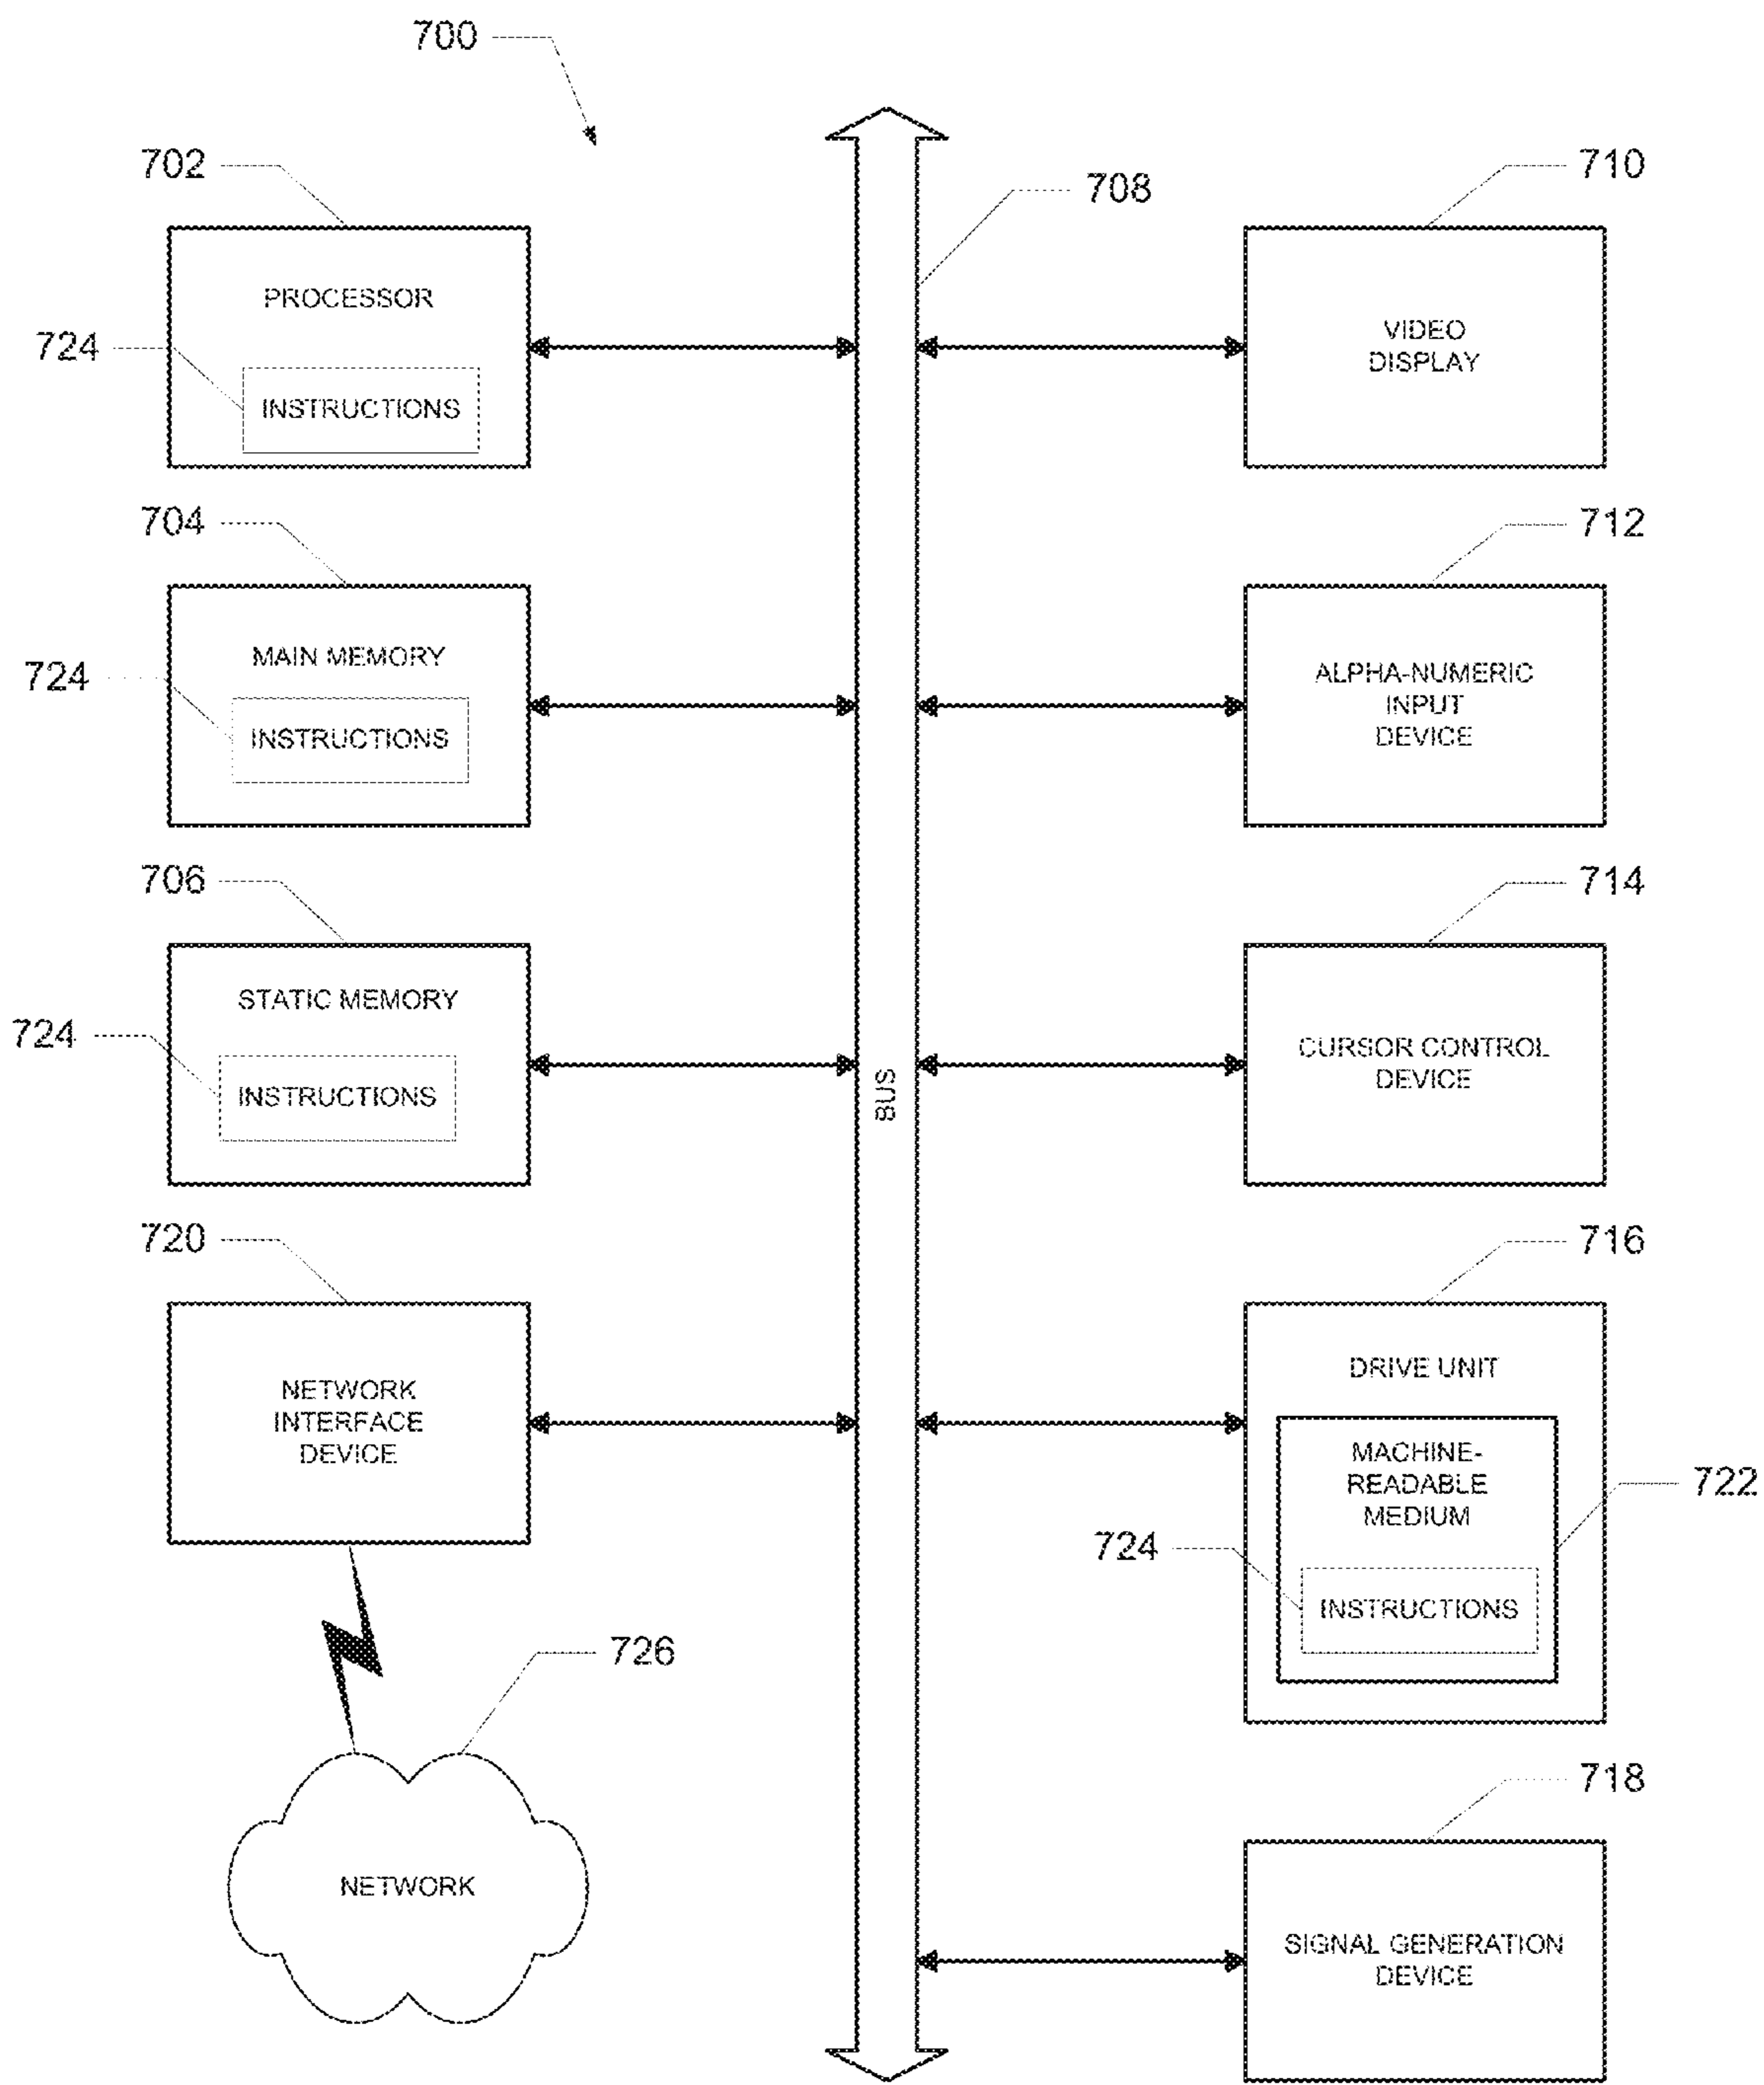 700
702
708
710
PROCESSOR
724
INSTRUCTIONS
VIDEO
DISPLAY
704
712
MAIN MEMORY
724
INSTRUCTIONS
ALPHA-NUMERIC
INPUT
DEVICE
706
714
STATIC MEMORY
724
INSTRUCTIONS
CURSOR CONTROL
DEVICE
BUS
720
716
NETWORK
INTERFACE
DEVICE
DRIVE UNIT
MACHINE-
READABLE
MEDIUM
722
724
INSTRUCTIONS
726
NETWORK
718
SIGNAL GENERATION
DEVICE